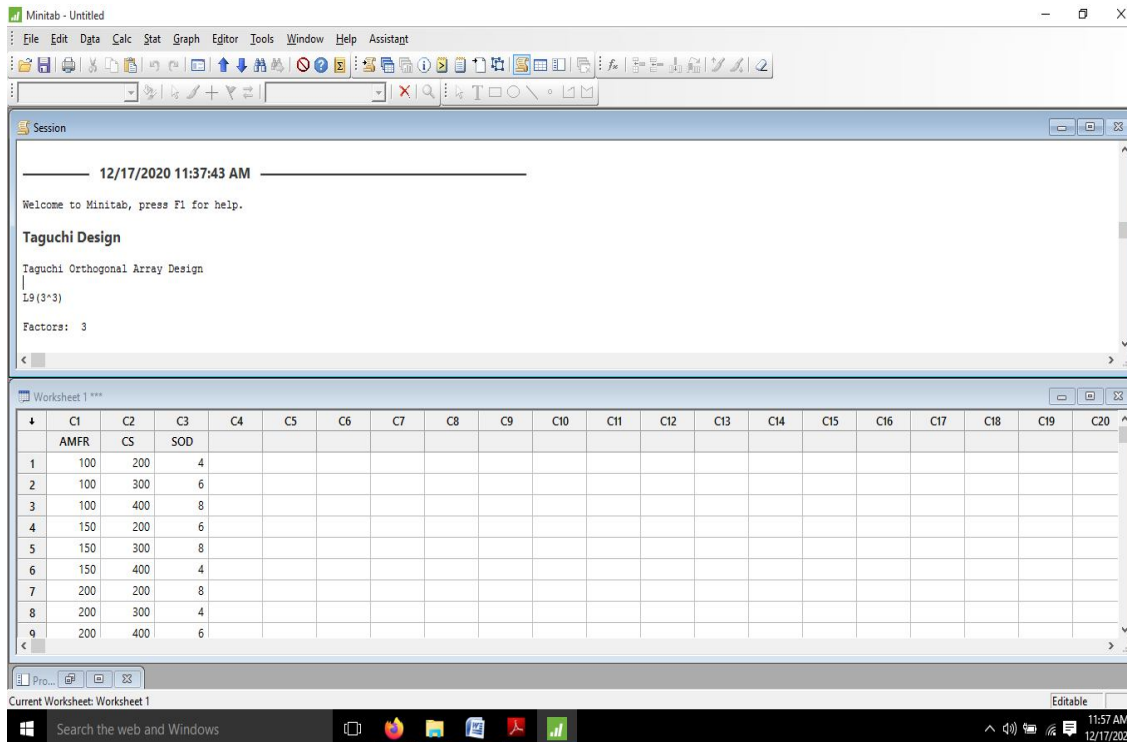 Minitab - Untitled
File Edit Data Calc Stat Graph Editor Tools Window Help Assistant
Session
12/17/2020 11:37:43 AM
Welcome to Minitab, press F1 for help.
Taguchi Design
Taguchi Orthogonal Array Design
L9(3^3)
Factors: 3
Worksheet 1 ***
C1 C2 C3 C4 C5 C6 C7 C8 C9 C10 C11 C12 C13 C14 C15 C16 C17 C18 C19 C20
AMFR CS SOD
1 100 200 4
2 100 300 6
3 100 400 8
4 150 200 6
5 150 300 8
6 150 400 4
7 200 200 8
8 200 300 4
9 200 400 6
Pro...
Current Worksheet: Worksheet 1 Editable
Search the web and Windows
11:57 AM
12/17/202